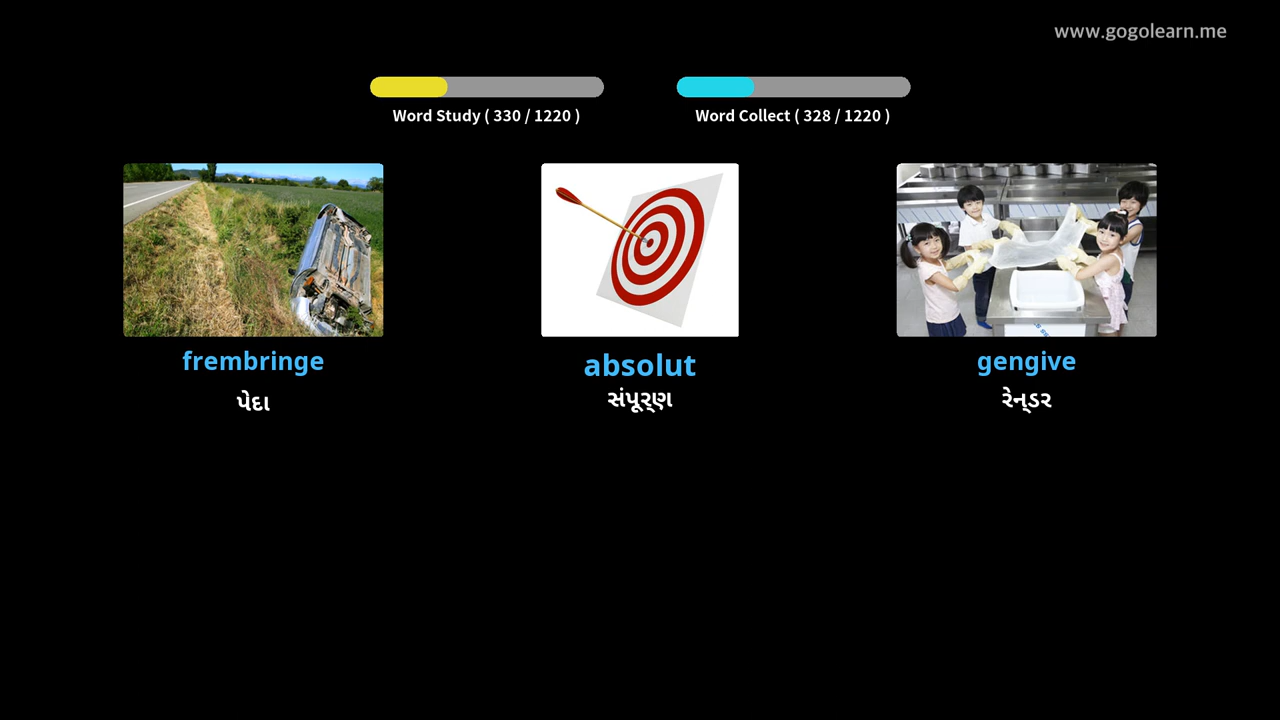 www.gogolearn.me
Word Study ( 330 / 1220 )
Word Collect ( 328 / 1220 )
frembringe
absolut
gengive
પેદા
સંપૂર્ણ
રેન્ડર